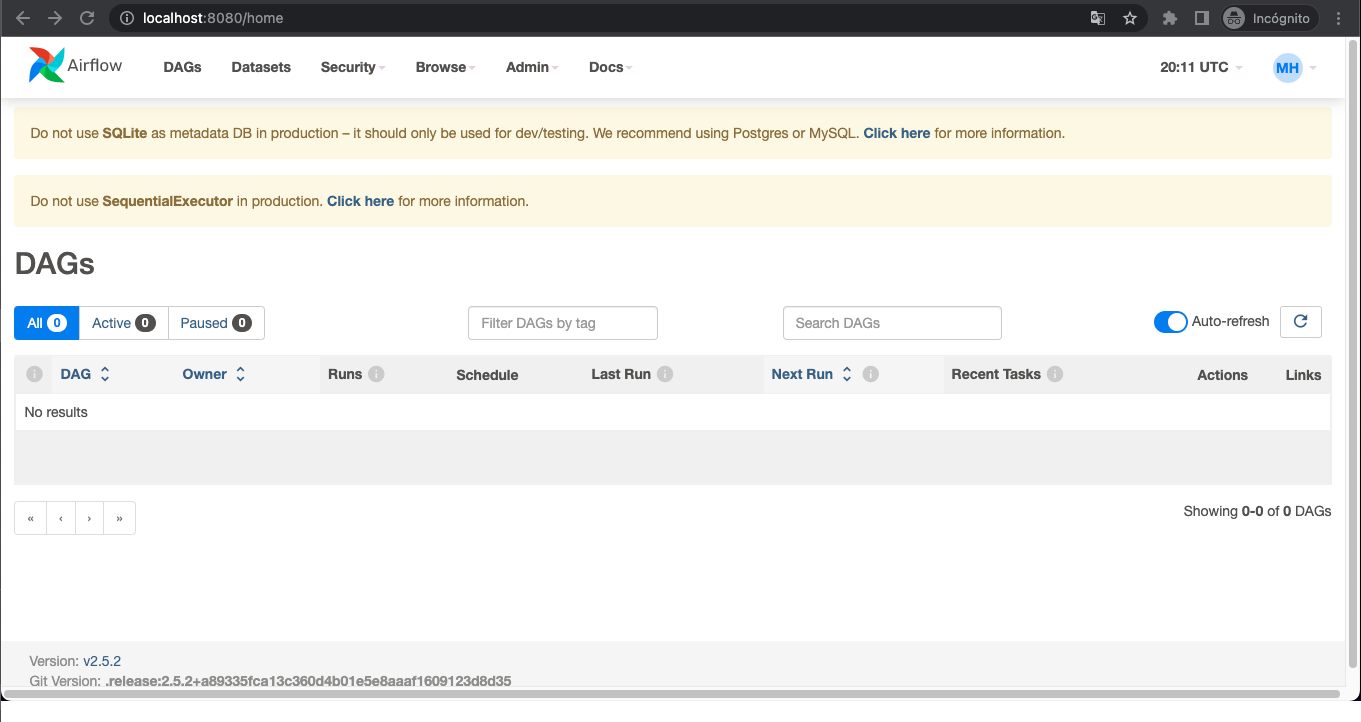 localhost:8080/home
Incógnito
Airflow DAGs Datasets Security Browse Admin Docs 20:11 UTC MH
Do not use SQLite as metadata DB in production – it should only be used for dev/testing. We recommend using Postgres or MySQL. Click here for more information.
Do not use SequentialExecutor in production. Click here for more information.
DAGs
All 0 Active 0 Paused 0 Filter DAGs by tag Search DAGs Auto-refresh
DAG Owner Runs Schedule Last Run Next Run Recent Tasks Actions Links
No results
« ‹ › » Showing 0-0 of 0 DAGs
Version: v2.5.2
Git Version: .release:2.5.2+a89335fca13c360d4b01e5e8aaaf1609123d8d35